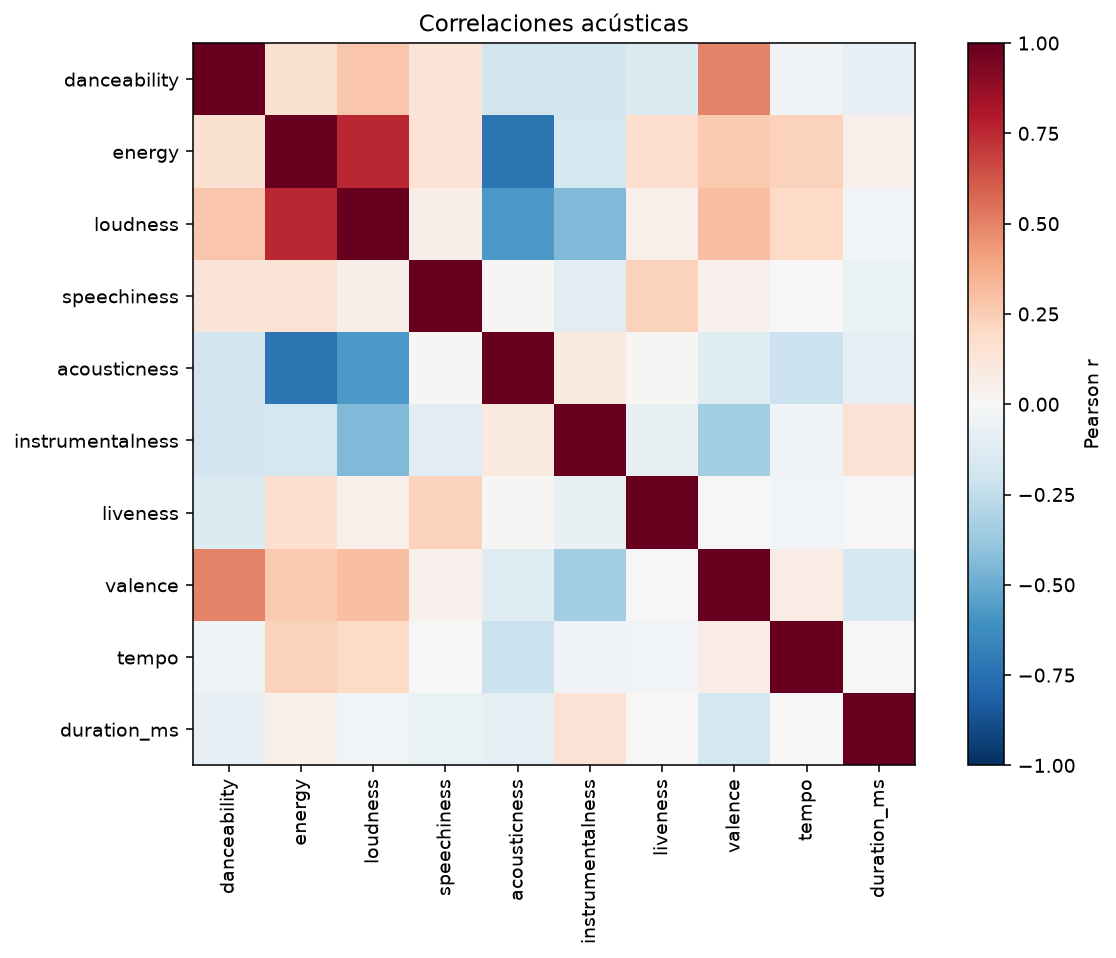 Correlaciones acústicas
danceability
energy
loudness
speechiness
acousticness
instrumentalness
liveness
valence
tempo
duration_ms
danceability
energy
loudness
speechiness
acousticness
instrumentalness
liveness
valence
tempo
duration_ms
1.00
0.75
0.50
0.25
0.00
−0.25
−0.50
−0.75
−1.00
Pearson r